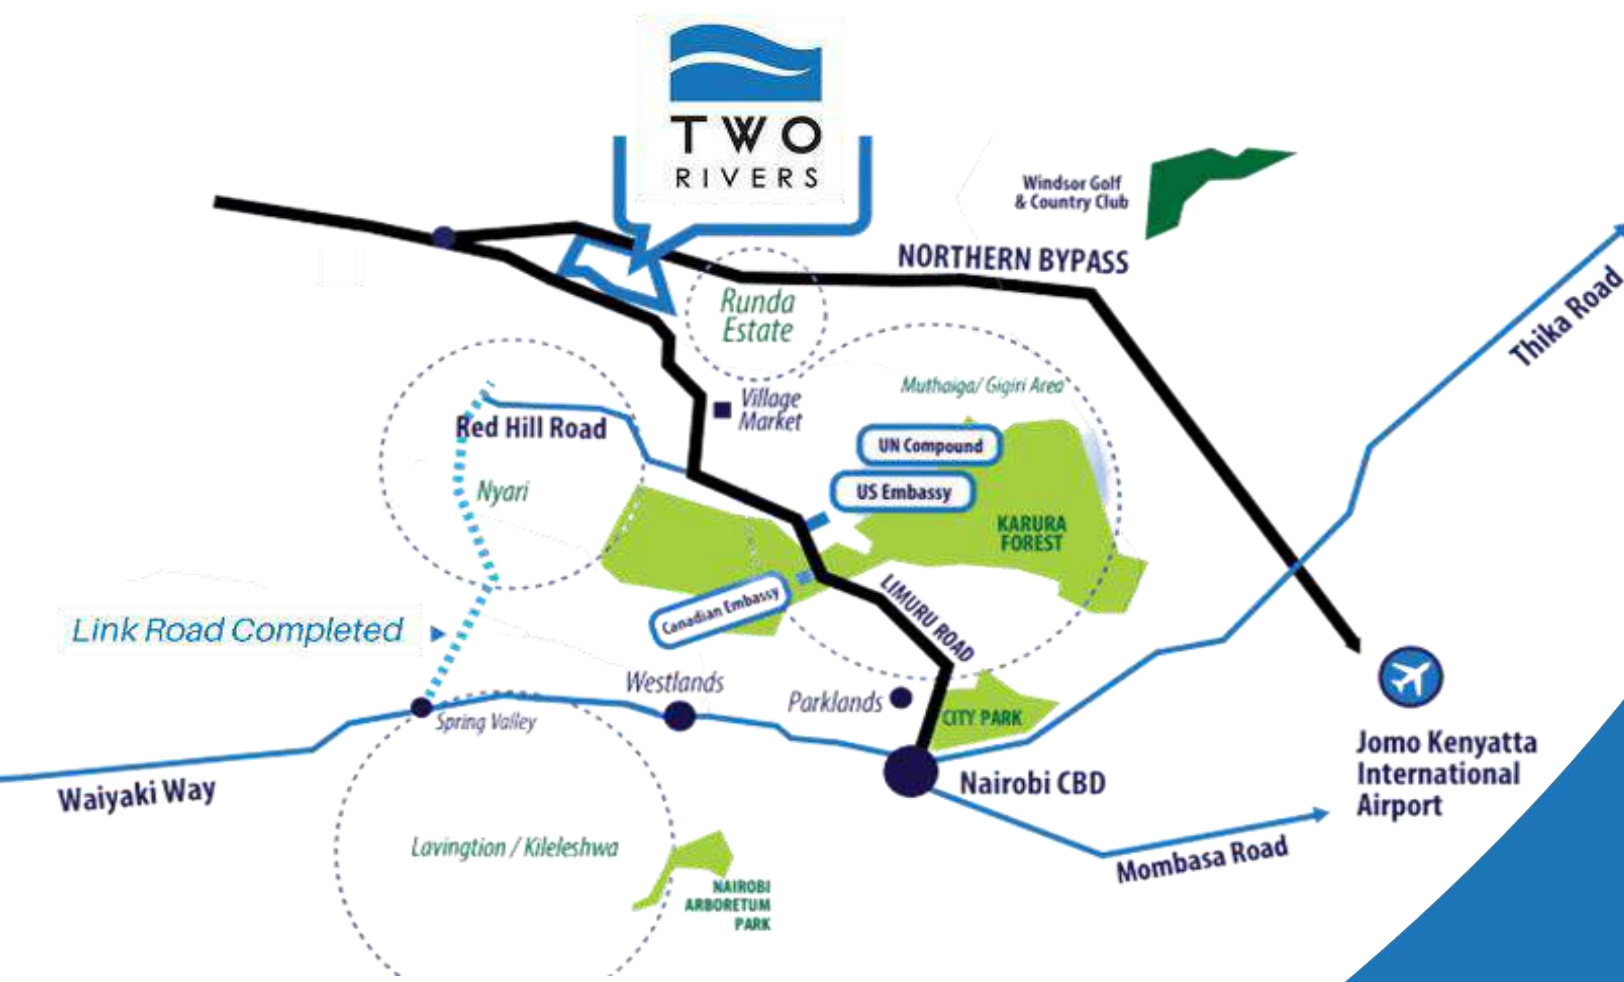 TWO
RIVERS
Windsor Golf
& Country Club
NORTHERN BYPASS
Thika Road
Runda
Estate
Muthaiga/ Gigiri Area
Village
Market
Red Hill Road
UN Compound
US Embassy
Nyari
KARURA
FOREST
Canadian Embassy
LIMURU ROAD
Link Road Completed
Westlands
Parklands
Spring Valley
CITY PARK
Nairobi CBD
Jomo Kenyatta
International
Airport
Waiyaki Way
Mombasa Road
Lavington / Kileleshwa
NAIROBI
ARBORETUM
PARK